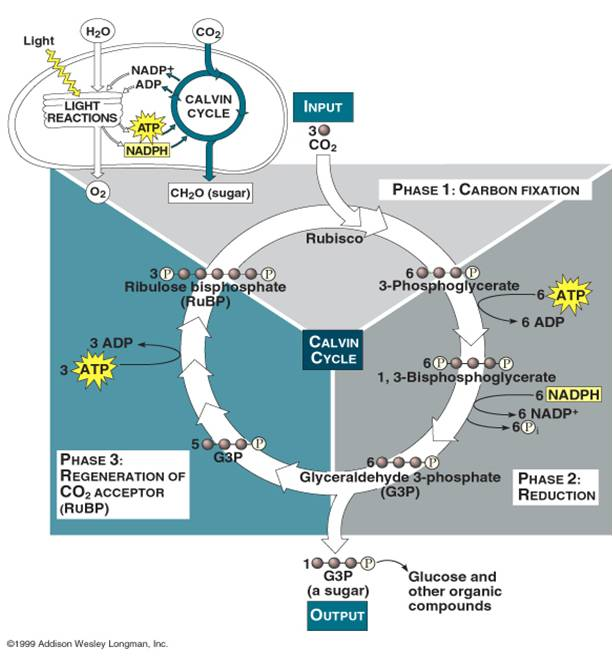 Light
H₂O
CO₂
NADP⁺
ADP
LIGHT
REACTIONS
CALVIN
CYCLE
ATP
NADPH
O₂
CH₂O (sugar)
INPUT
3
CO₂
PHASE 1: CARBON FIXATION
Rubisco
3 P P
Ribulose bisphosphate
(RuBP)
6 P
3-Phosphoglycerate
6 ATP
6 ADP
CALVIN
CYCLE
3 ADP
3 ATP
6 P P
1, 3-Bisphosphoglycerate
6 NADPH
6 NADP⁺
6 Pᵢ
5 P
G3P
6 P
Glyceraldehyde 3-phosphate
(G3P)
PHASE 3:
REGENERATION OF
CO₂ ACCEPTOR
(RuBP)
PHASE 2:
REDUCTION
1 P
G3P
(a sugar)
Glucose and
other organic
compounds
OUTPUT
©1999 Addison Wesley Longman, Inc.